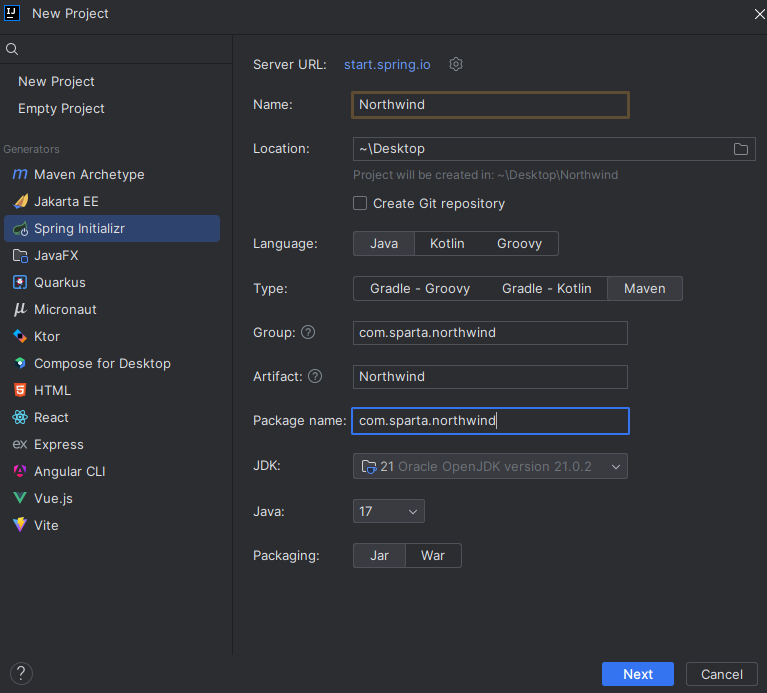 New Project
New Project
Empty Project
Generators
Maven Archetype
Jakarta EE
Spring Initializr
JavaFX
Quarkus
Micronaut
Ktor
Compose for Desktop
HTML
React
Express
Angular CLI
Vue.js
Vite
?
Server URL: start.spring.io
Name: Northwind
Location: ~\Desktop
Project will be created in: ~\Desktop\Northwind
Create Git repository
Language: Java Kotlin Groovy
Type: Gradle - Groovy Gradle - Kotlin Maven
Group: ? com.sparta.northwind
Artifact: ? Northwind
Package name: com.sparta.northwind
JDK: 21 Oracle OpenJDK version 21.0.2
Java: 17
Packaging: Jar War
Next Cancel